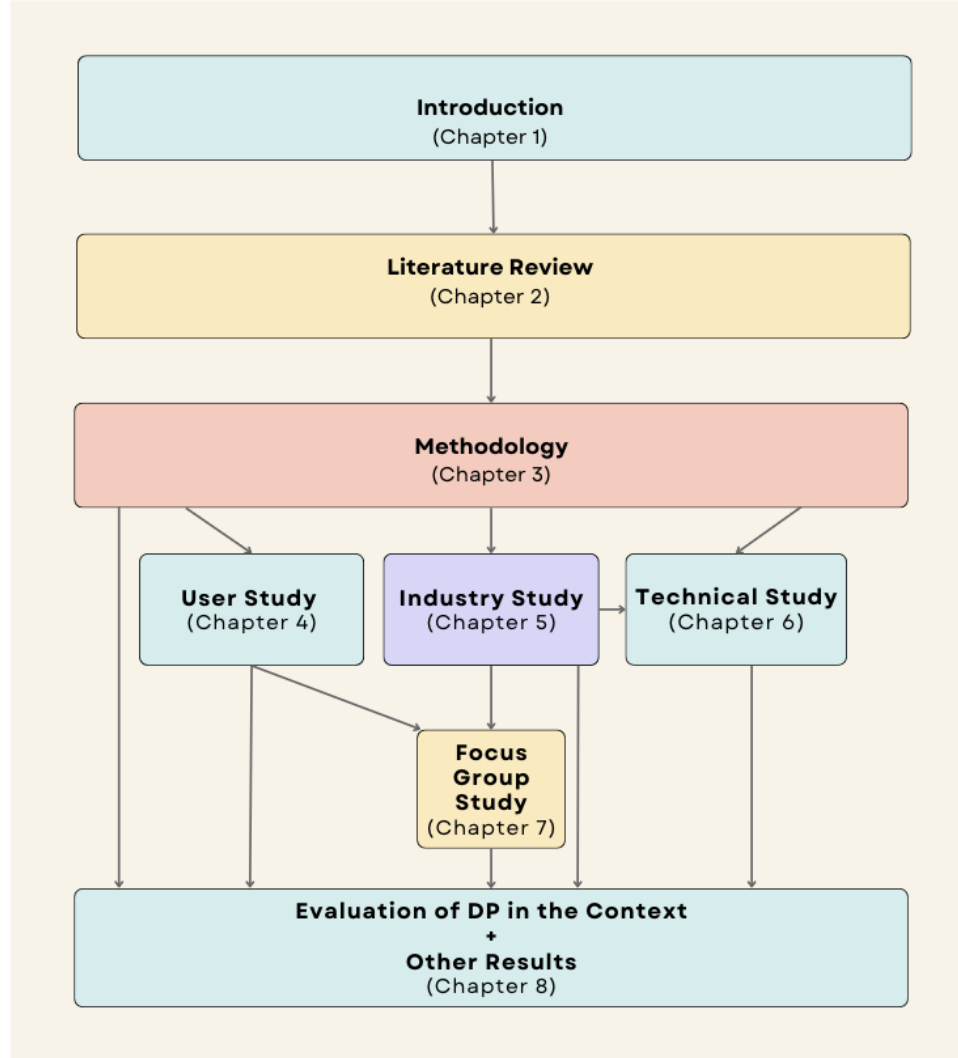 Introduction
(Chapter 1)
Literature Review
(Chapter 2)
Methodology
(Chapter 3)
User Study
(Chapter 4)
Industry Study
(Chapter 5)
Technical Study
(Chapter 6)
Focus
Group
Study
(Chapter 7)
Evaluation of DP in the Context
+
Other Results
(Chapter 8)